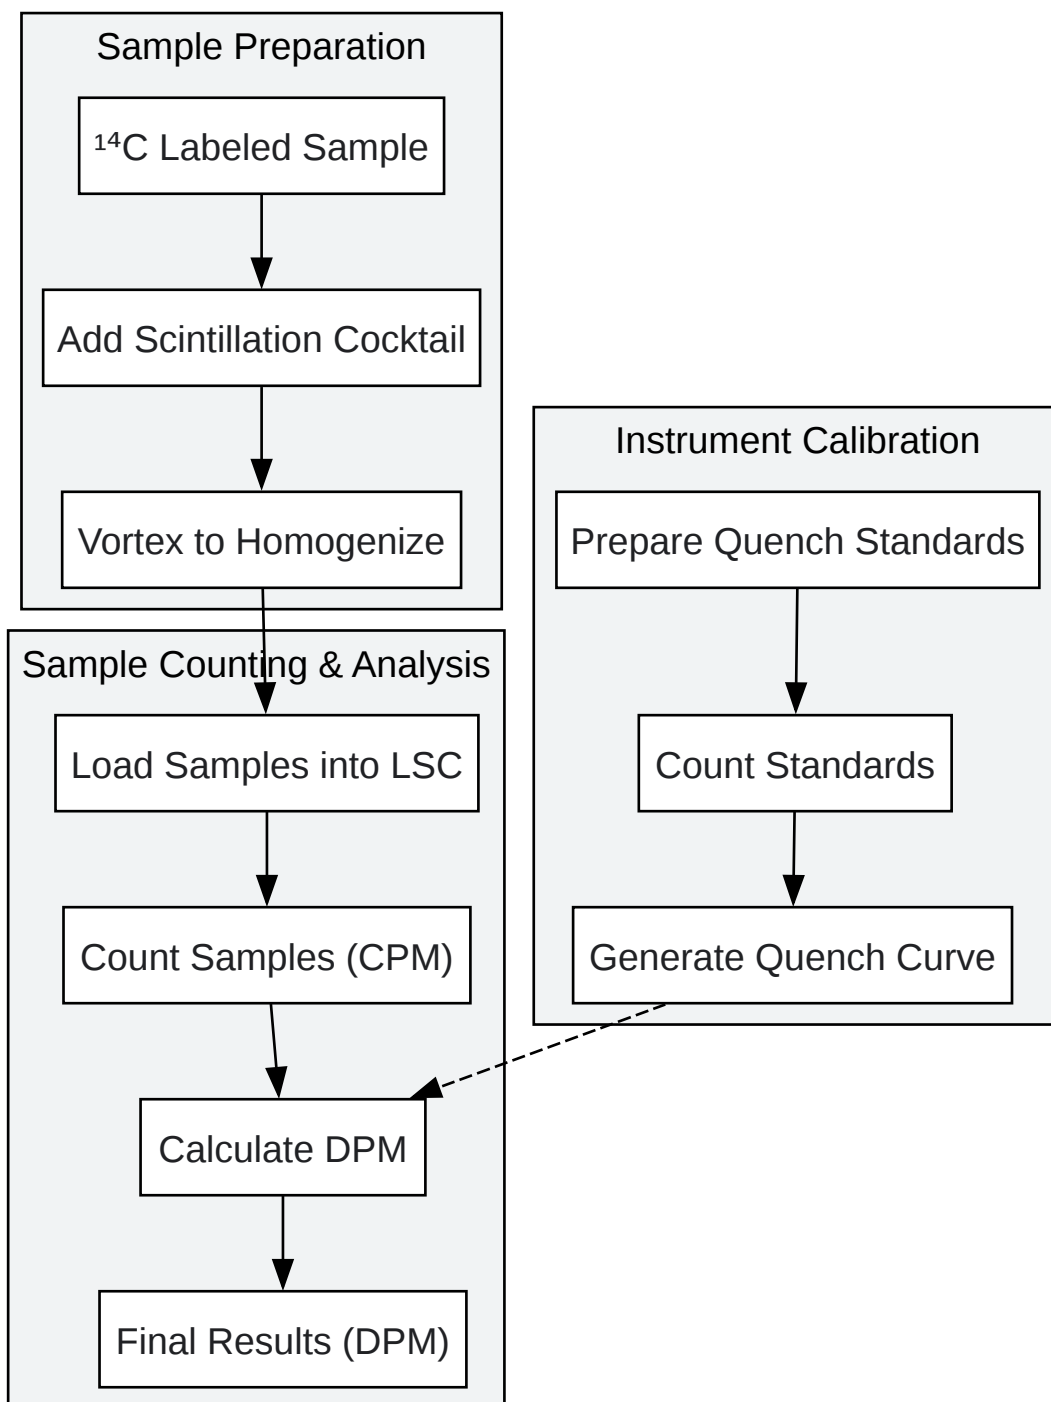 Sample Preparation
¹⁴C Labeled Sample
Add Scintillation Cocktail
Vortex to Homogenize
Instrument Calibration
Prepare Quench Standards
Count Standards
Generate Quench Curve
Sample Counting & Analysis
Load Samples into LSC
Count Samples (CPM)
Calculate DPM
Final Results (DPM)